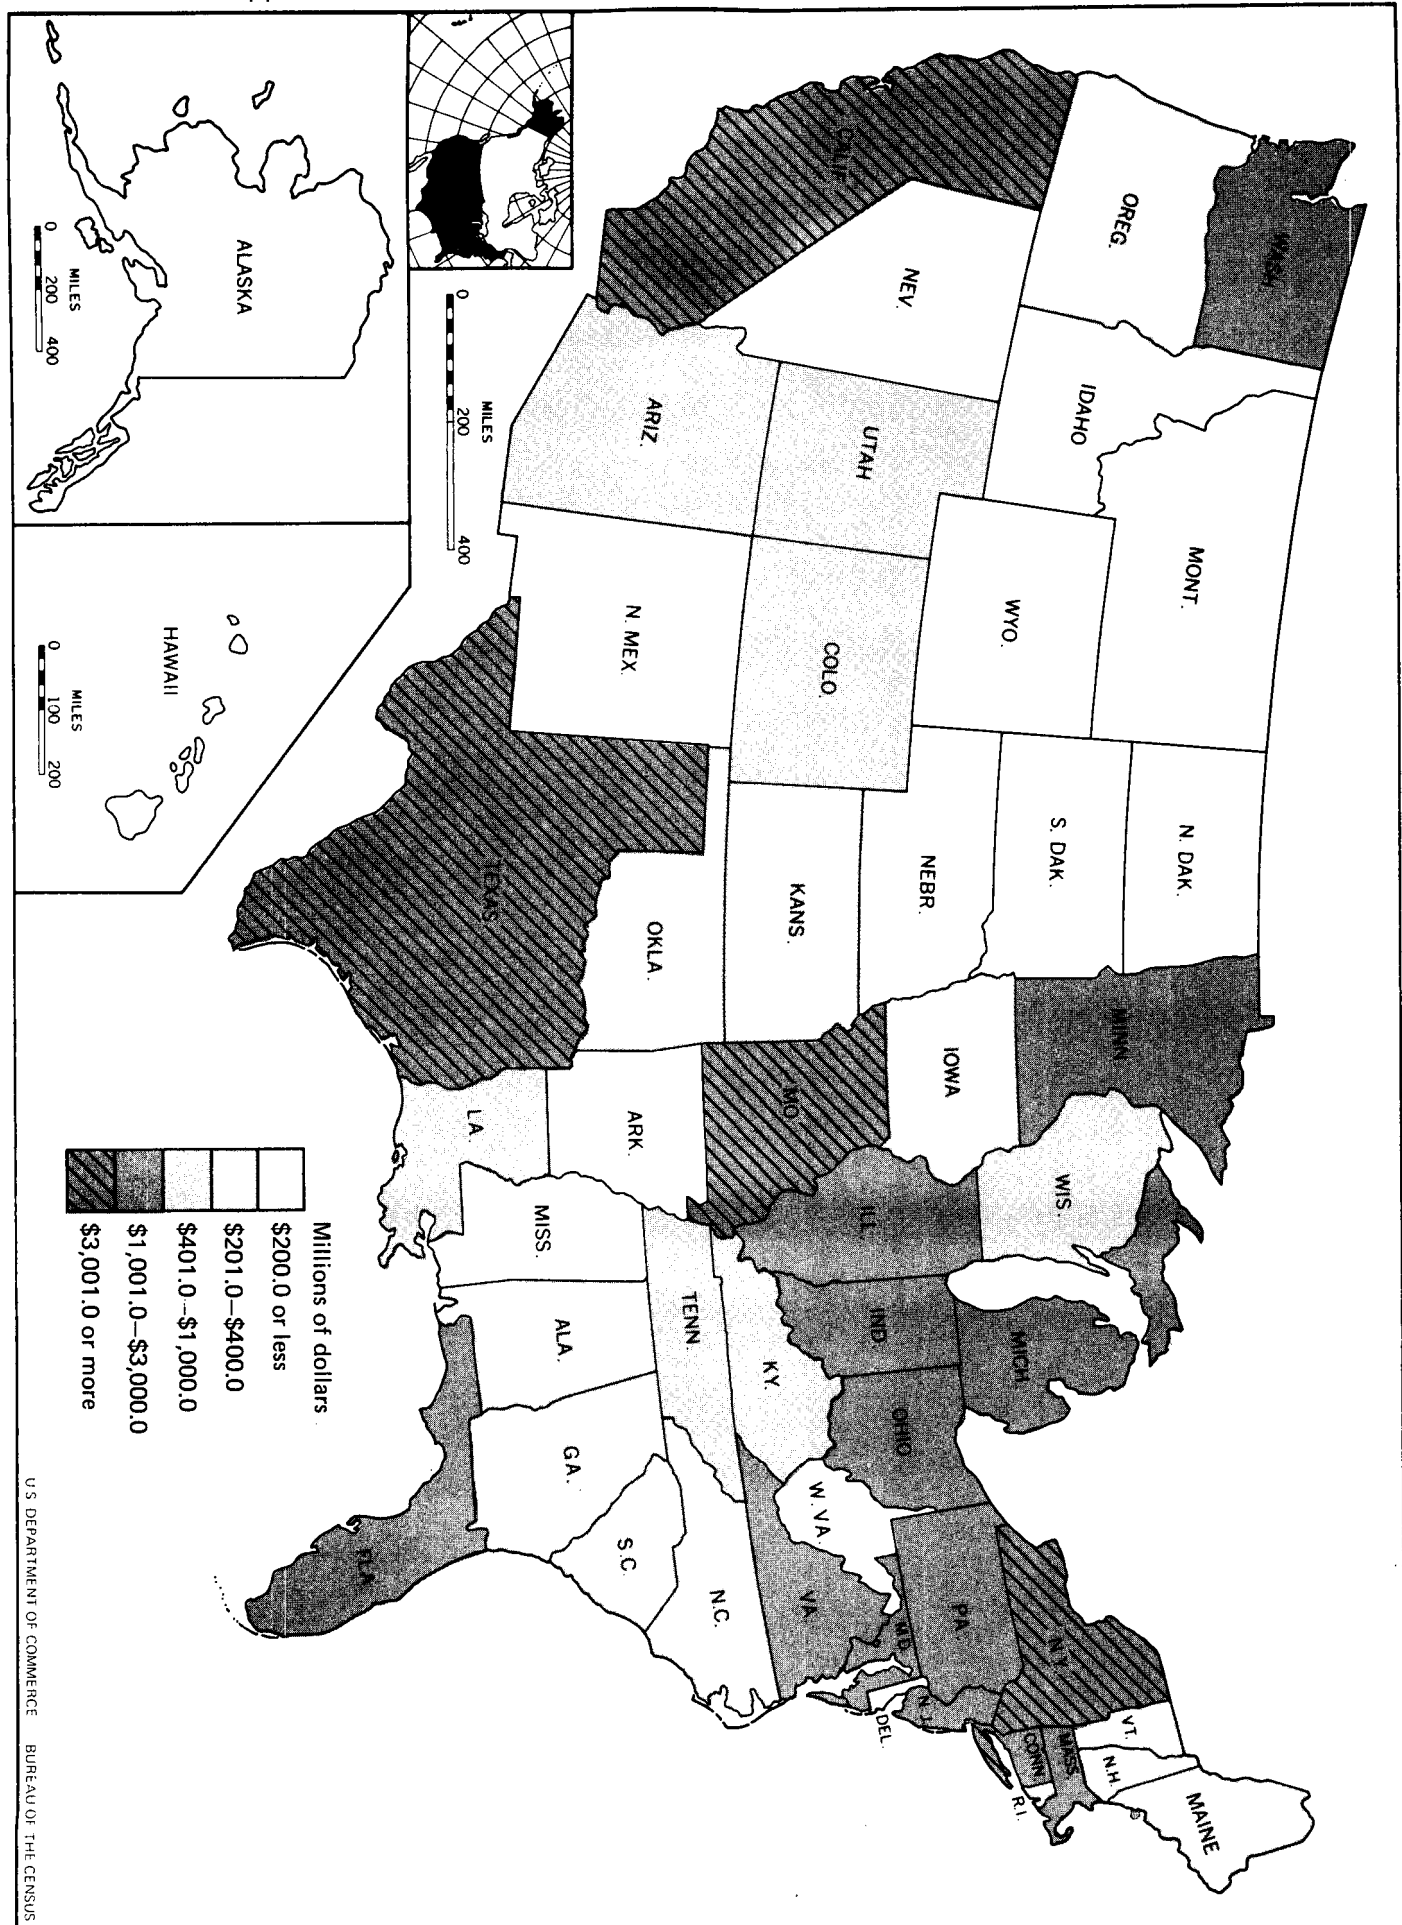 WASH.
OREG.
CALIF.
NEV.
IDAHO
MONT.
WYO.
UTAH
ARIZ.
COLO.
N. MEX.
N. DAK.
S. DAK.
NEBR.
KANS.
OKLA.
TEXAS
MINN.
IOWA
MO.
ARK.
LA.
WIS.
ILL.
MISS.
MICH.
IND.
OHIO
KY.
TENN.
ALA.
GA.
FLA.
S.C.
N.C.
VA.
W. VA.
PA.
MD.
DEL.
N.J.
N.Y.
CONN.
R.I.
MASS.
VT.
N.H.
MAINE
0 200 400
MILES
ALASKA
MILES
0 200 400
HAWAII
MILES
0 100 200
Millions of dollars
$200.0 or less
$201.0—$400.0
$401.0—$1,000.0
$1,001.0—$3,000.0
$3,001.0 or more
U.S. DEPARTMENT OF COMMERCE BUREAU OF THE CENSUS